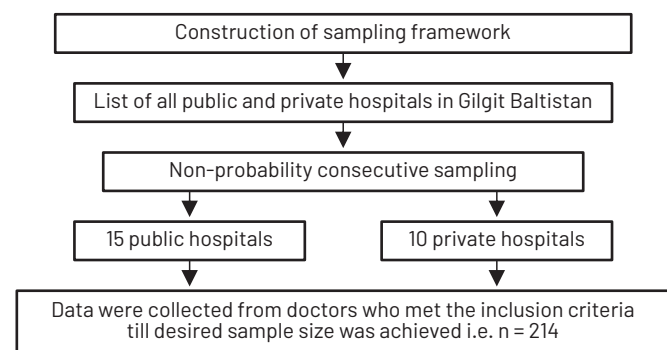 Construction of sampling framework
List of all public and private hospitals in Gilgit Baltistan
Non-probability consecutive sampling
15 public hospitals
10 private hospitals
Data were collected from doctors who met the inclusion criteria
till desired sample size was achieved i.e. n = 214